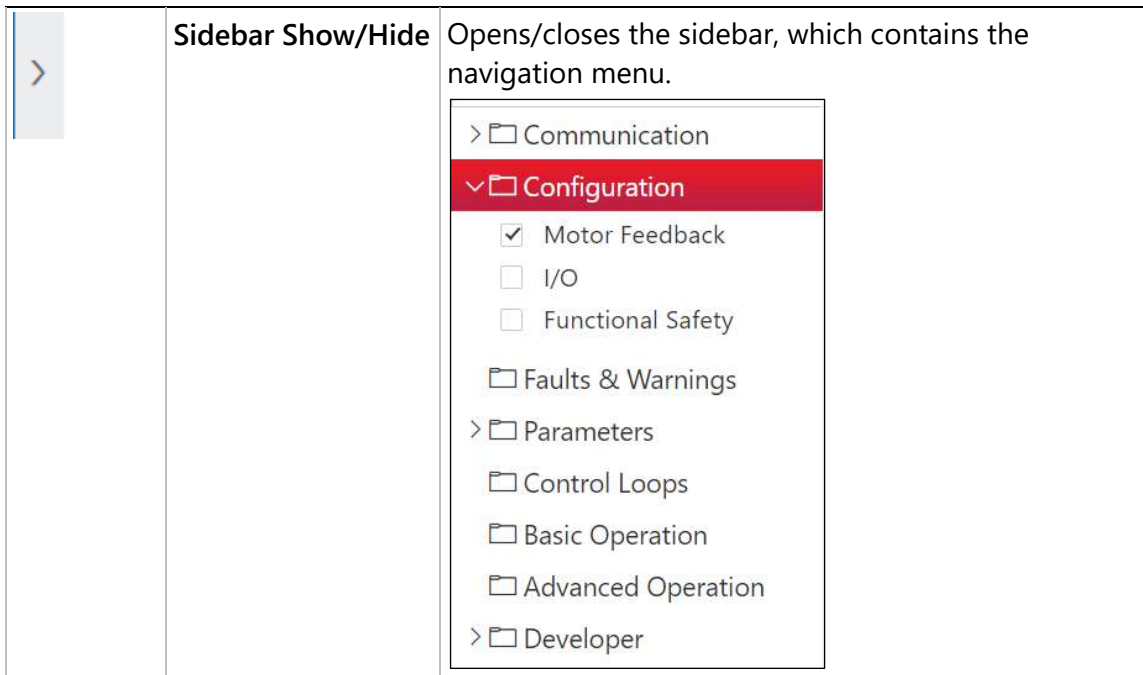 Sidebar Show/Hide
Opens/closes the sidebar, which contains the
navigation menu.
Communication
Configuration
Motor Feedback
I/O
Functional Safety
Faults & Warnings
Parameters
Control Loops
Basic Operation
Advanced Operation
Developer